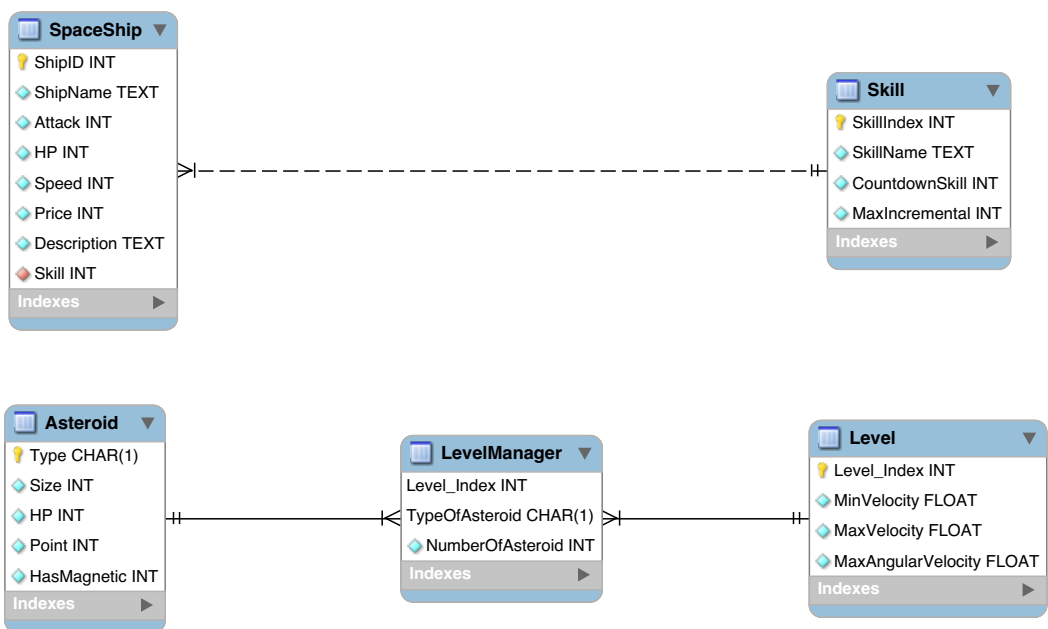 SpaceShip
ShipID INT
ShipName TEXT
Attack INT
HP INT
Speed INT
Price INT
Description TEXT
Skill INT
Indexes
Skill
SkillIndex INT
SkillName TEXT
CountdownSkill INT
MaxIncremental INT
Indexes
Asteroid
Type CHAR(1)
Size INT
HP INT
Point INT
HasMagnetic INT
Indexes
LevelManager
Level_Index INT
TypeOfAsteroid CHAR(1)
NumberOfAsteroid INT
Indexes
Level
Level_Index INT
MinVelocity FLOAT
MaxVelocity FLOAT
MaxAngularVelocity FLOAT
Indexes